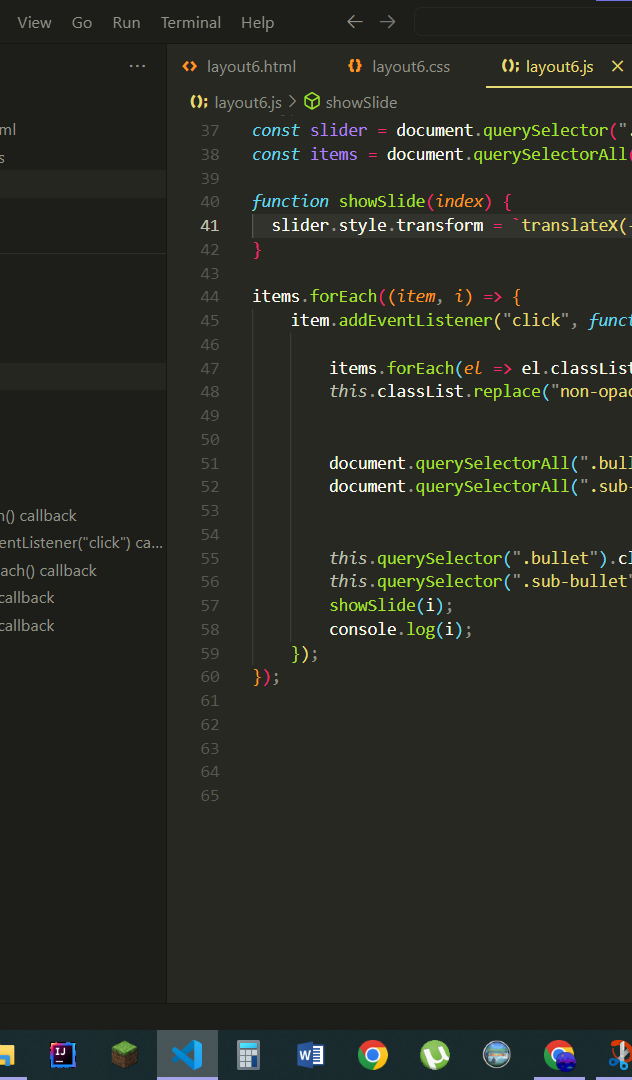 View Go Run Terminal Help
layout6.html layout6.css (); layout6.js
(); layout6.js > showSlide
37 const slider = document.querySelector(".
38 const items = document.querySelectorAll(
39
40 function showSlide(index) {
41 slider.style.transform = `translateX(-
42 }
43
44 items.forEach((item, i) => {
45 item.addEventListener("click", funct
46
47 items.forEach(el => el.classList
48 this.classList.replace("non-opac
49
50
51 document.querySelectorAll(".bull
52 document.querySelectorAll(".sub-
53
54
55 this.querySelector(".bullet").cl
56 this.querySelector(".sub-bullet"
57 showSlide(i);
58 console.log(i);
59 });
60 });
61
62
63
64
65
ml
s
n() callback
entListener("click") ca...
ach() callback
callback
callback
IJ
W